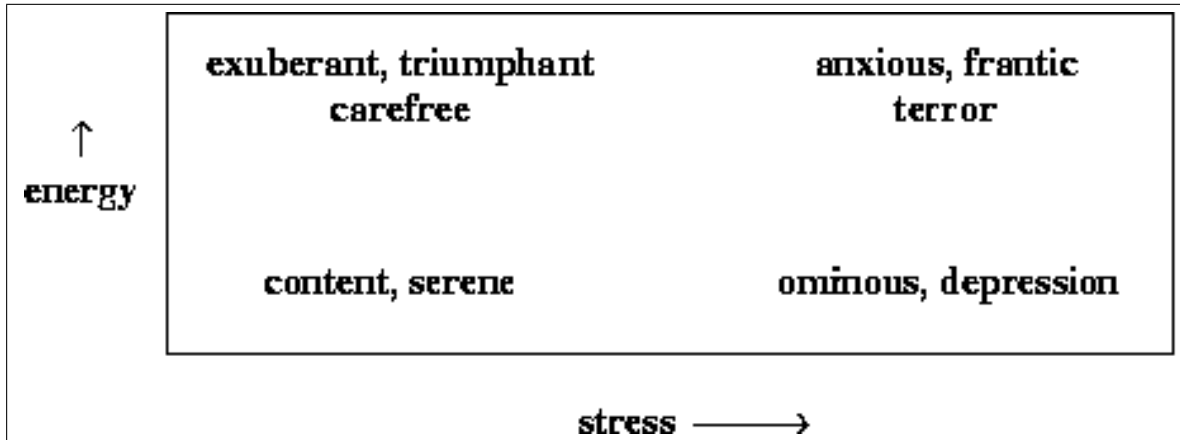 exuberant, triumphant
carefree
anxious, frantic
terror
↑
energy
content, serene
ominous, depression
stress →